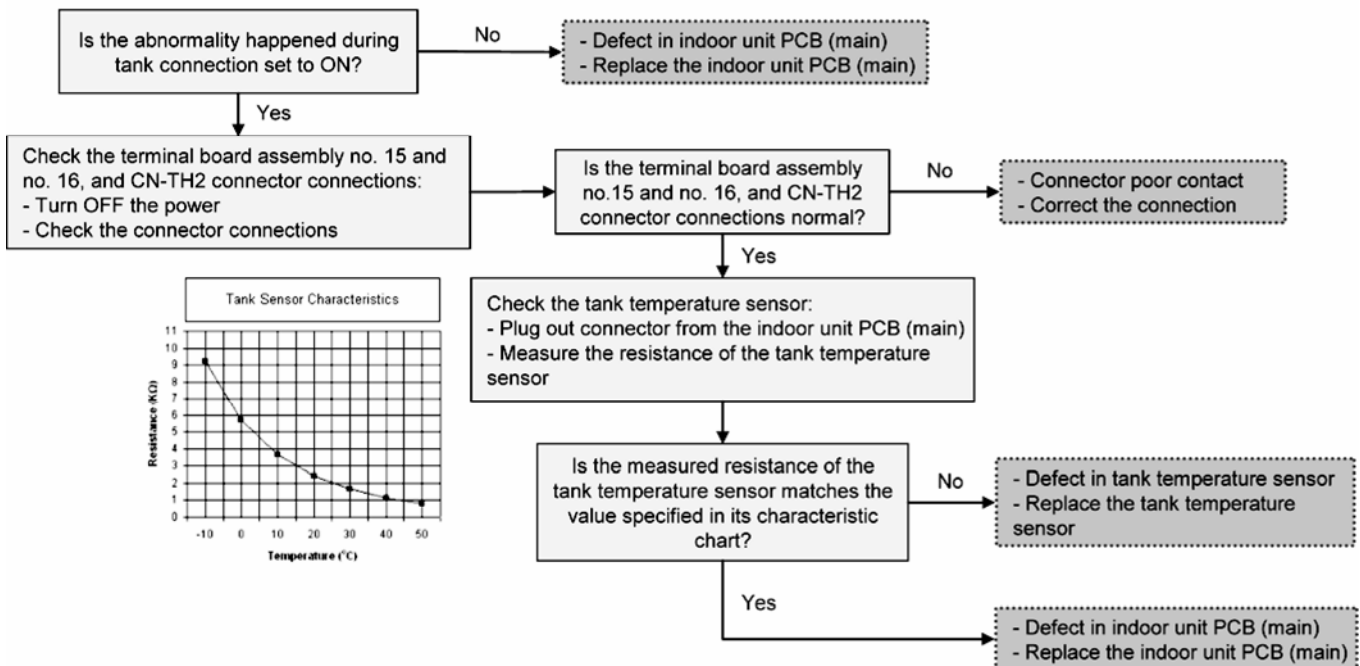 Is the abnormality happened during
tank connection set to ON?
No
- Defect in indoor unit PCB (main)
- Replace the indoor unit PCB (main)
Yes
Check the terminal board assembly no. 15 and
no. 16, and CN-TH2 connector connections:
- Turn OFF the power
- Check the connector connections
Is the terminal board assembly
no.15 and no. 16, and CN-TH2
connector connections normal?
No
- Connector poor contact
- Correct the connection
Yes
Tank Sensor Characteristics
Resistance (KΩ)
11
10
9
8
7
6
5
4
3
2
1
0
-10 0 10 20 30 40 50
Temperature (°C)
Check the tank temperature sensor:
- Plug out connector from the indoor unit PCB (main)
- Measure the resistance of the tank temperature
sensor
Is the measured resistance of the
tank temperature sensor matches the
value specified in its characteristic
chart?
No
- Defect in tank temperature sensor
- Replace the tank temperature
sensor
Yes
- Defect in indoor unit PCB (main)
- Replace the indoor unit PCB (main)